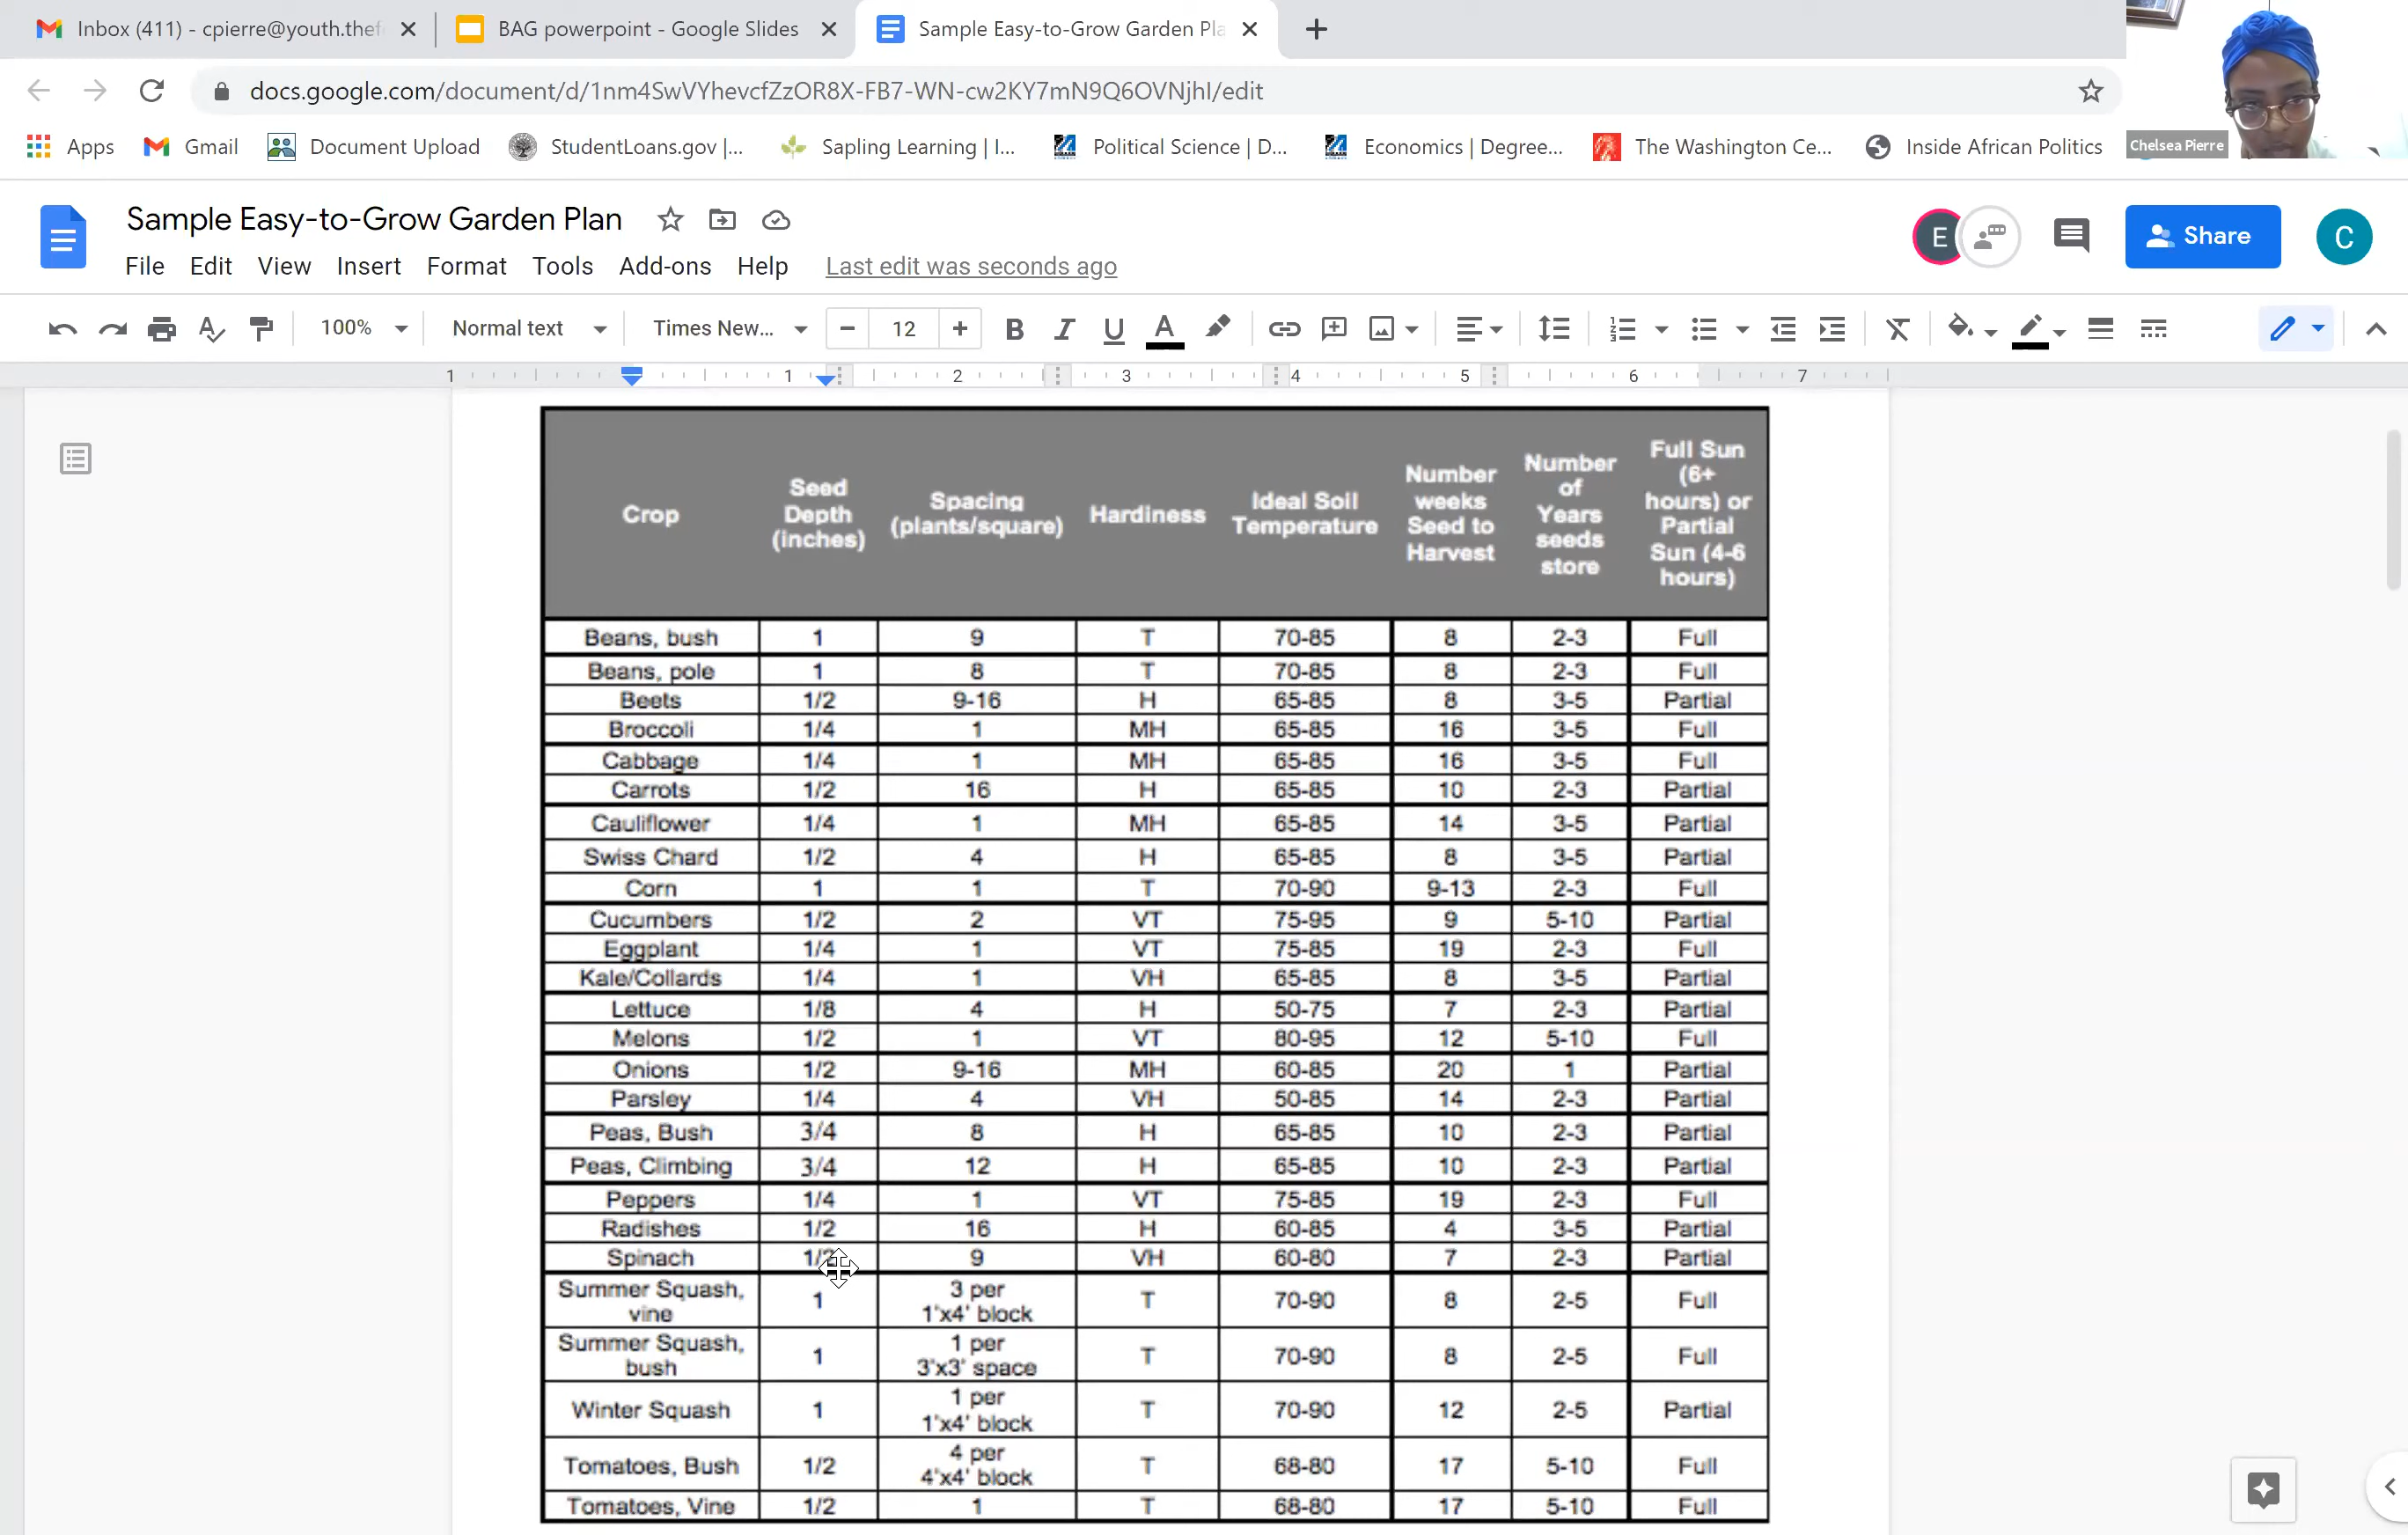 Inbox (411) - cpierre@youth.thef
BAG powerpoint - Google Slides
Sample Easy-to-Grow Garden Pla
docs.google.com/document/d/1nm4SwVYhevcfZzOR8X-FB7-WN-cw2KY7mN9Q6OVNjhI/edit
Apps Gmail Document Upload StudentLoans.gov |... Sapling Learning | I... Political Science | D... Economics | Degree... The Washington Ce... Inside African Politics
Chelsea Pierre
Sample Easy-to-Grow Garden Plan
E
Share
C
File Edit View Insert Format Tools Add-ons Help Last edit was seconds ago
100% Normal text Times New... 12 B I U A
1 1 2 3 4 5 6 7
Crop Seed Depth (inches) Spacing (plants/square) Hardiness Ideal Soil Temperature Number weeks Seed to Harvest Number of Years seeds store Full Sun (6+ hours) or Partial Sun (4-6 hours)
Beans, bush 1 9 T 70-85 8 2-3 Full
Beans, pole 1 8 T 70-85 8 2-3 Full
Beets 1/2 9-16 H 65-85 8 3-5 Partial
Broccoli 1/4 1 MH 65-85 16 3-5 Full
Cabbage 1/4 1 MH 65-85 16 3-5 Full
Carrots 1/2 16 H 65-85 10 2-3 Partial
Cauliflower 1/4 1 MH 65-85 14 3-5 Partial
Swiss Chard 1/2 4 H 65-85 8 3-5 Partial
Corn 1 1 T 70-90 9-13 2-3 Full
Cucumbers 1/2 2 VT 75-95 9 5-10 Partial
Eggplant 1/4 1 VT 75-85 19 2-3 Full
Kale/Collards 1/4 1 VH 65-85 8 3-5 Partial
Lettuce 1/8 4 H 50-75 7 2-3 Partial
Melons 1/2 1 VT 80-95 12 5-10 Full
Onions 1/2 9-16 MH 60-85 20 1 Partial
Parsley 1/4 4 VH 50-85 14 2-3 Partial
Peas, Bush 3/4 8 H 65-85 10 2-3 Partial
Peas, Climbing 3/4 12 H 65-85 10 2-3 Partial
Peppers 1/4 1 VT 75-85 19 2-3 Full
Radishes 1/2 16 H 60-85 4 3-5 Partial
Spinach 1/2 9 VH 60-80 7 2-3 Partial
Summer Squash, vine 1 3 per 1'x4' block T 70-90 8 2-5 Full
Summer Squash, bush 1 1 per 3'x3' space T 70-90 8 2-5 Full
Winter Squash 1 1 per 1'x4' block T 70-90 12 2-5 Partial
Tomatoes, Bush 1/2 4 per 4'x4' block T 68-80 17 5-10 Full
Tomatoes, Vine 1/2 1 T 68-80 17 5-10 Full